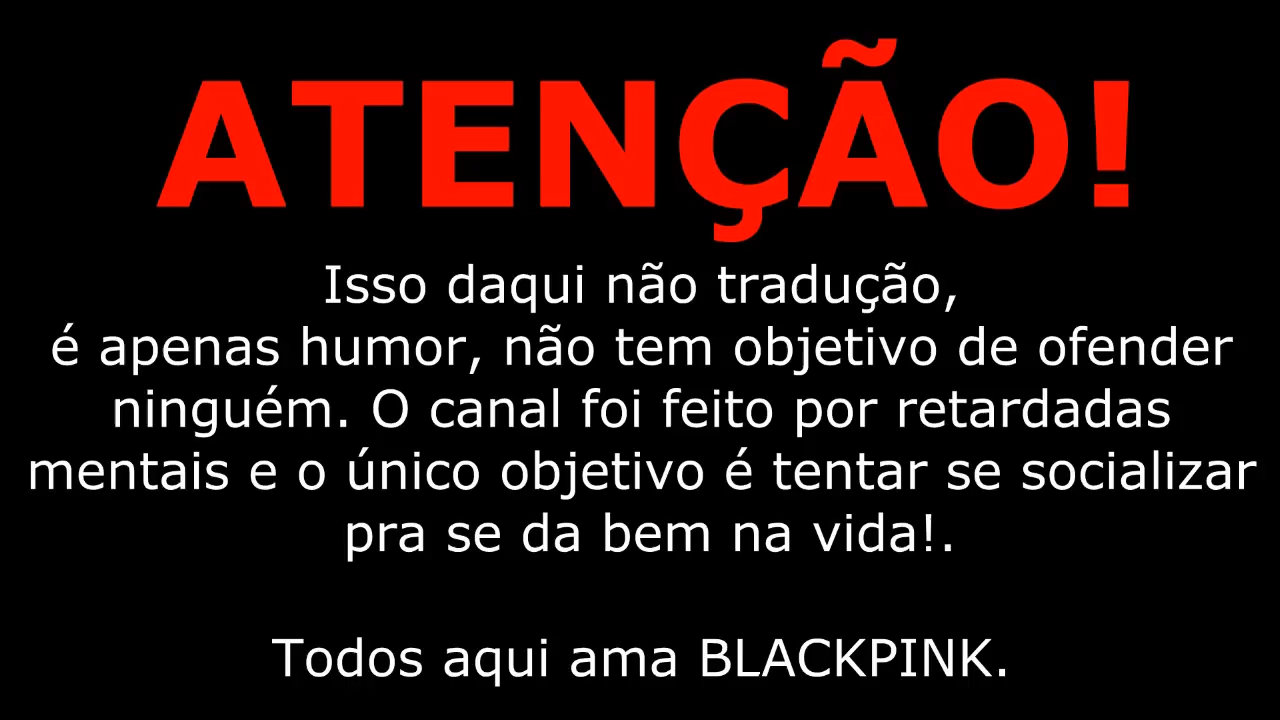 ATENÇÃO!
Isso daqui não tradução,
é apenas humor, não tem objetivo de ofender
ninguém. O canal foi feito por retardadas
mentais e o único objetivo é tentar se socializar
pra se da bem na vida!.
Todos aqui ama BLACKPINK.